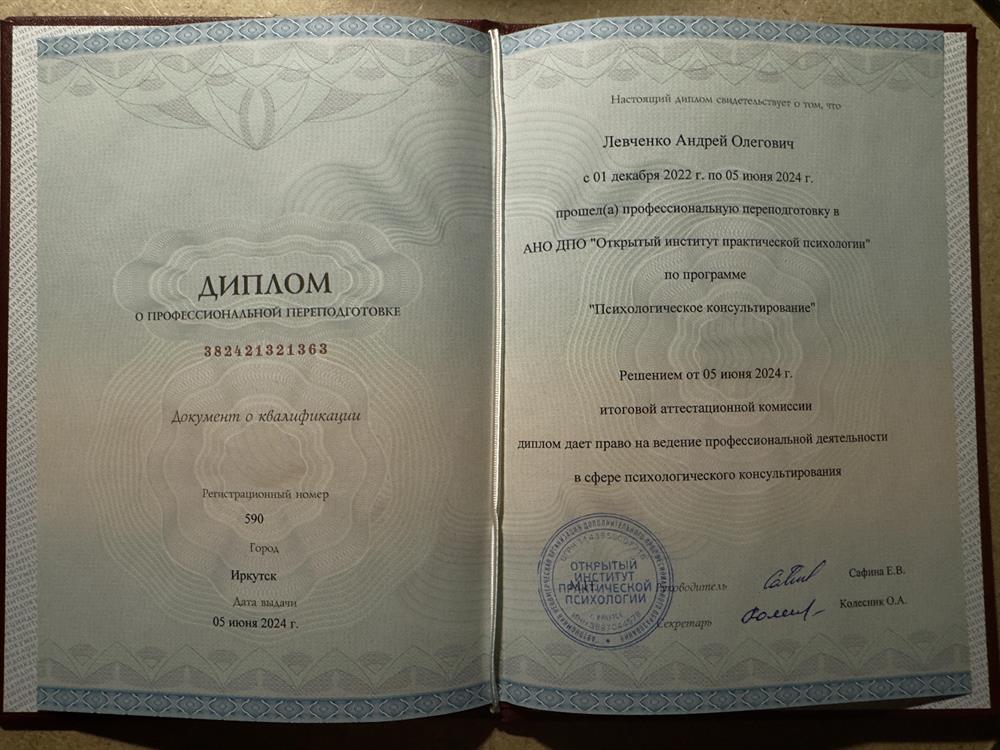 ДИПЛОМ
О ПРОФЕССИОНАЛЬНОЙ ПЕРЕПОДГОТОВКЕ
382421321363
Документ о квалификации
Регистрационный номер
590
Город
Иркутск
Дата выдачи
05 июня 2024 г.
Настоящий диплом свидетельствует о том, что
Левченко Андрей Олегович
с 01 декабря 2022 г. по 05 июня 2024 г.
прошел(а) профессиональную переподготовку в
АНО ДПО "Открытый институт практической психологии"
по программе
"Психологическое консультирование"
Решением от 05 июня 2024 г.
итоговой аттестационной комиссии
диплом дает право на ведение профессиональной деятельности
в сфере психологического консультирования
ОТКРЫТЫЙ
ИНСТИТУТ
ПРАКТИЧЕСКОЙ
ПСИХОЛОГИИ
г. ИРКУТСК
М.П.
Руководитель
Сафина Е.В.
Секретарь
Колесник О.А.